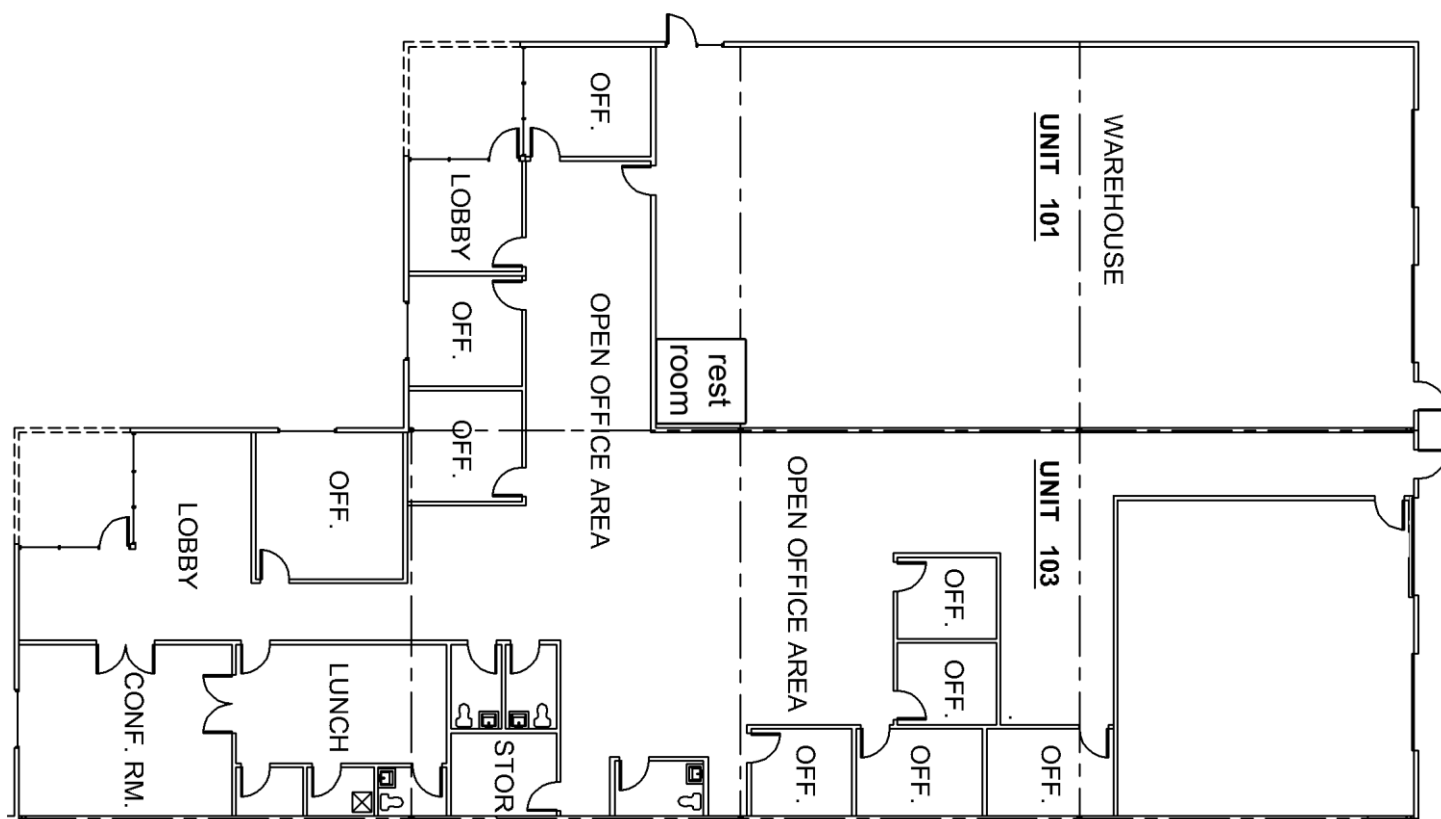 OFF.
LOBBY
OFF.
OFF.
OPEN OFFICE AREA
rest
room
UNIT 101
WAREHOUSE
LOBBY
OFF.
OPEN OFFICE AREA
UNIT 103
OFF.
OFF.
OFF.
OFF.
OFF.
CONF. RM.
LUNCH
STOR